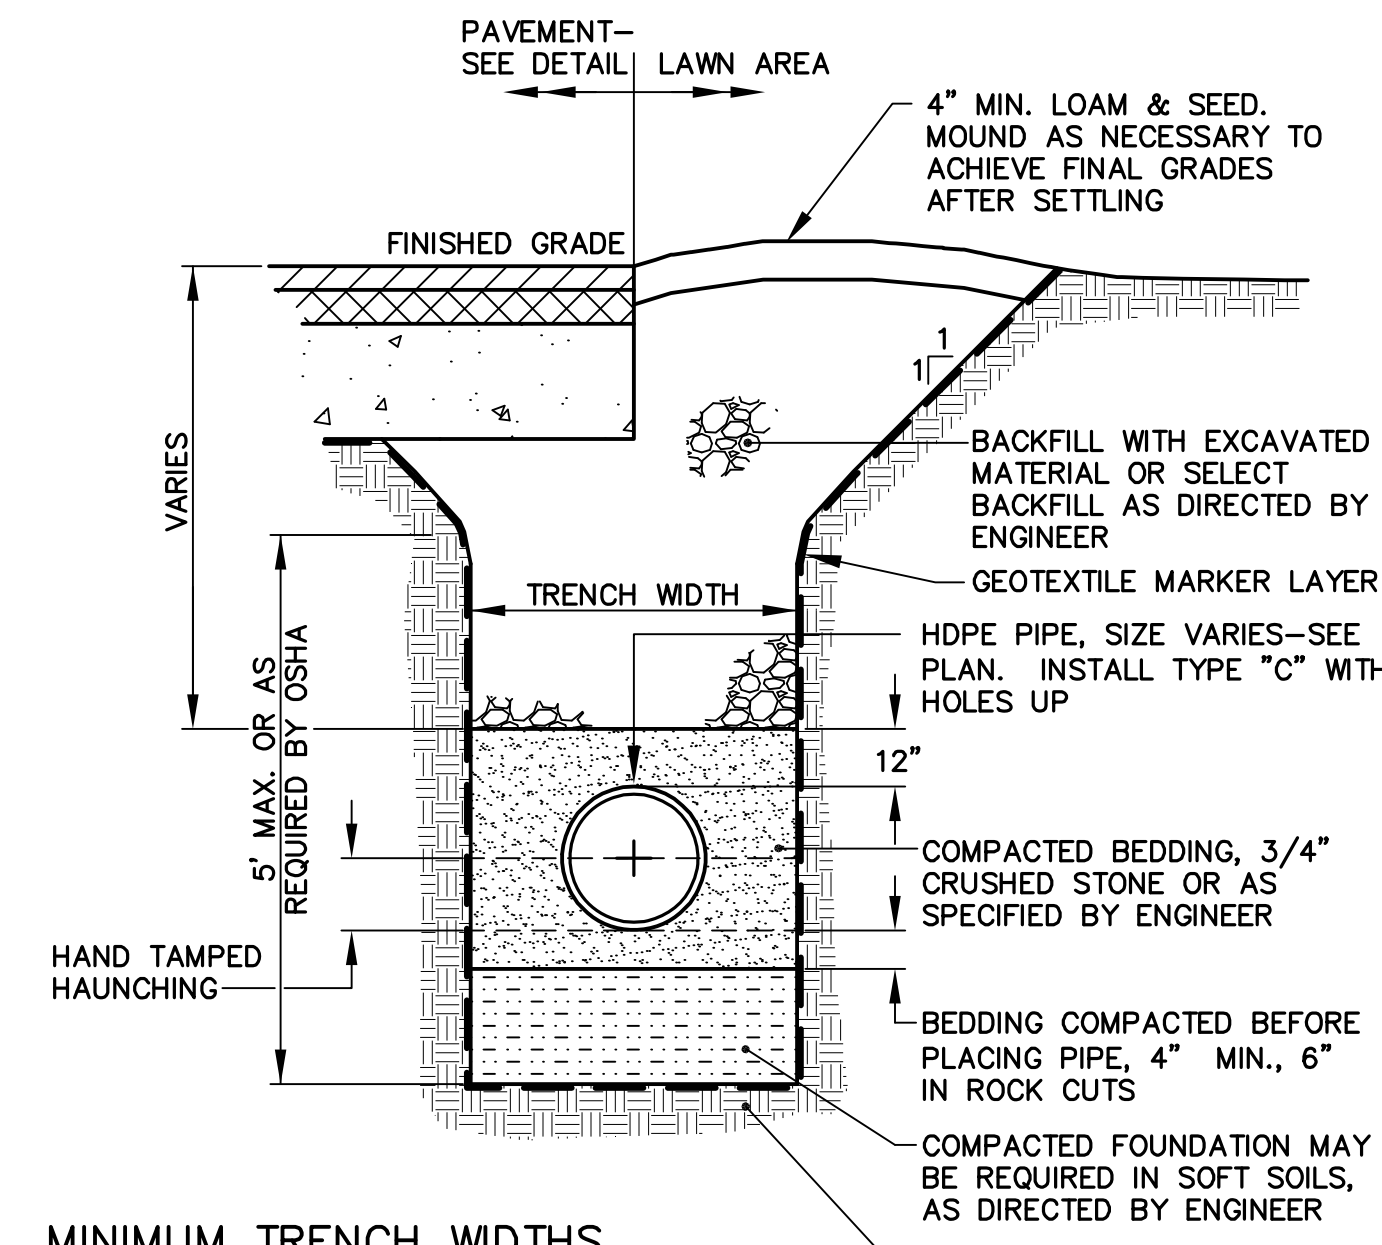 PAVEMENT-
SEE DETAIL
LAWN AREA
4" MIN. LOAM & SEED.
MOUND AS NECESSARY TO
ACHIEVE FINAL GRADES
AFTER SETTLING
FINISHED GRADE
1
1
VARIES
BACKFILL WITH EXCAVATED
MATERIAL OR SELECT
BACKFILL AS DIRECTED BY
ENGINEER
GEOTEXTILE MARKER LAYER
TRENCH WIDTH
HDPE PIPE, SIZE VARIES-SEE
PLAN. INSTALL TYPE "C" WITH
HOLES UP
5' MAX. OR AS
REQUIRED BY OSHA
12"
COMPACTED BEDDING, 3/4"
CRUSHED STONE OR AS
SPECIFIED BY ENGINEER
HAND TAMPED
HAUNCHING
BEDDING COMPACTED BEFORE
PLACING PIPE, 4" MIN., 6"
IN ROCK CUTS
COMPACTED FOUNDATION MAY
BE REQUIRED IN SOFT SOILS,
AS DIRECTED BY ENGINEER
MINIMUM TRENCH WIDTHS